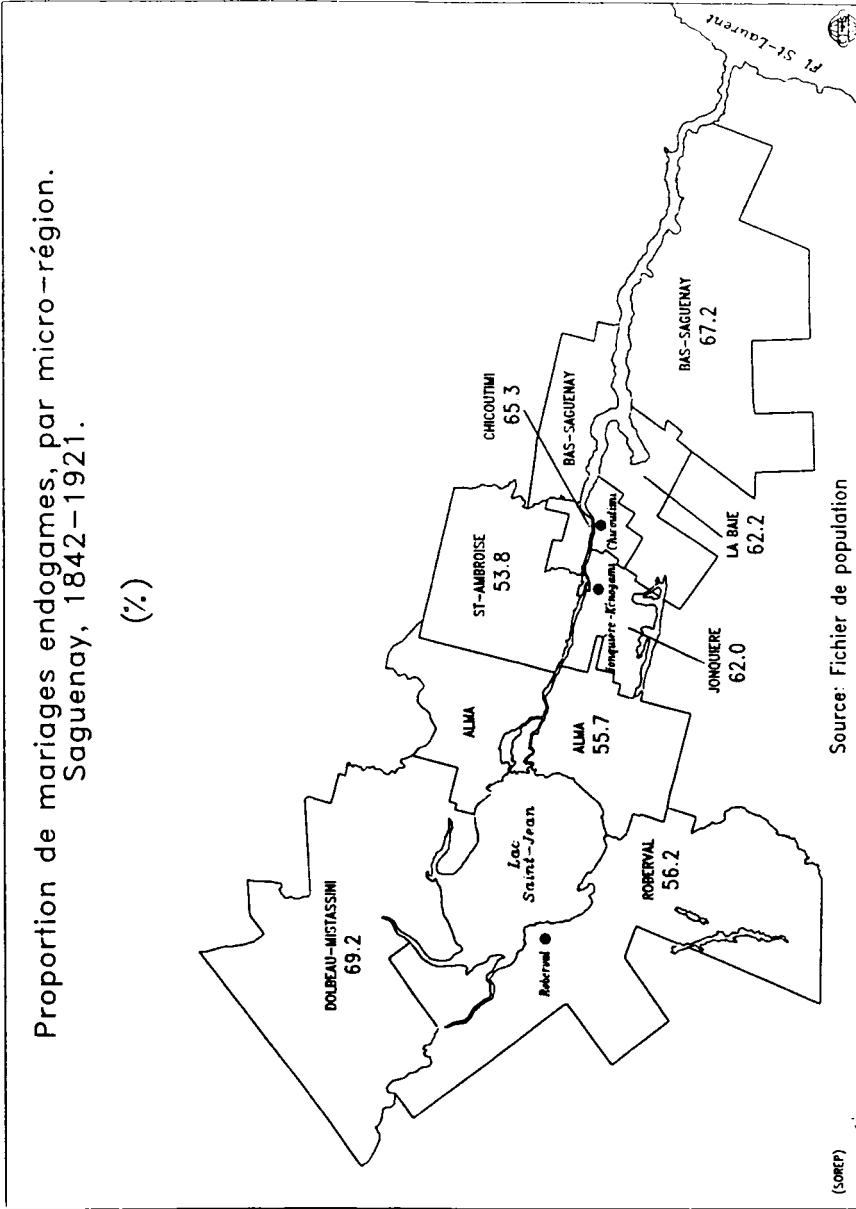 Proportion de mariages endogames, par micro-région.
Saguenay, 1842-1921.
(%)
DOLBEAU-MISTASSINI
69.2
ALMA
ST-AMBROISE
53.8
CHICOUTIMI
65.3
BAS-SAGUENAY
Fl St-Laurent
Lac
Saint-Jean
Roberval
ROBERVAL
56.2
ALMA
55.7
Jonquiere-Kénogami
Chicoutimi
JONQUIERE
62.0
LA BAIE
62.2
BAS-SAGUENAY
67.2
(SOREP)
Source: Fichier de population